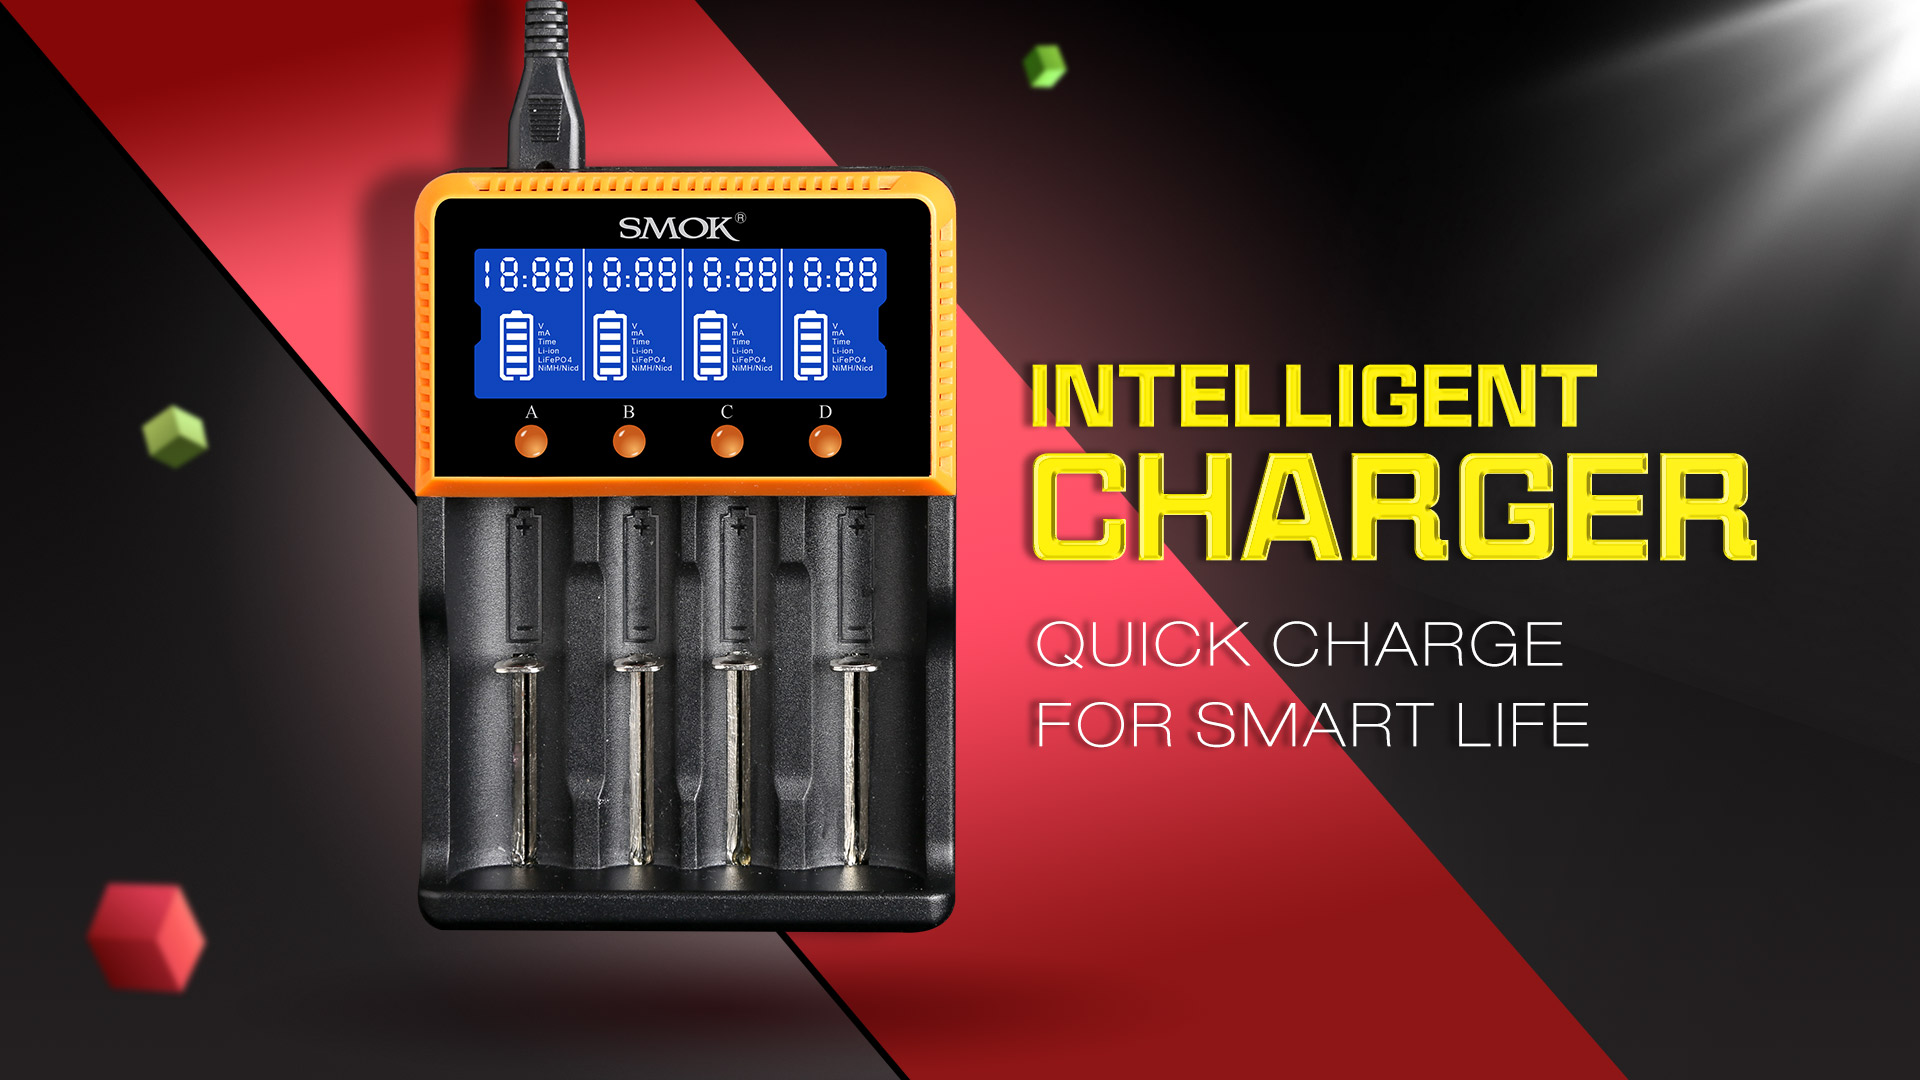 SMOK®
18:88 18:88 18:88 18:88
V V V V
mA mA mA mA
Time Time Time Time
Li-ion Li-ion Li-ion Li-ion
LiFePO4 LiFePO4 LiFePO4 LiFePO4
NiMH/Nicd NiMH/Nicd NiMH/Nicd NiMH/Nicd
A B C D
+ + + +
- - - -
INTELLIGENT
CHARGER
QUICK CHARGE
FOR SMART LIFE